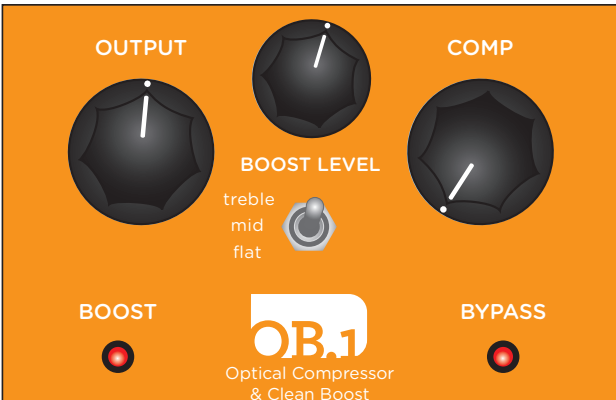 OUTPUT
COMP
BOOST LEVEL
treble
mid
flat
BOOST
BYPASS
OB.1
Optical Compressor
& Clean Boost